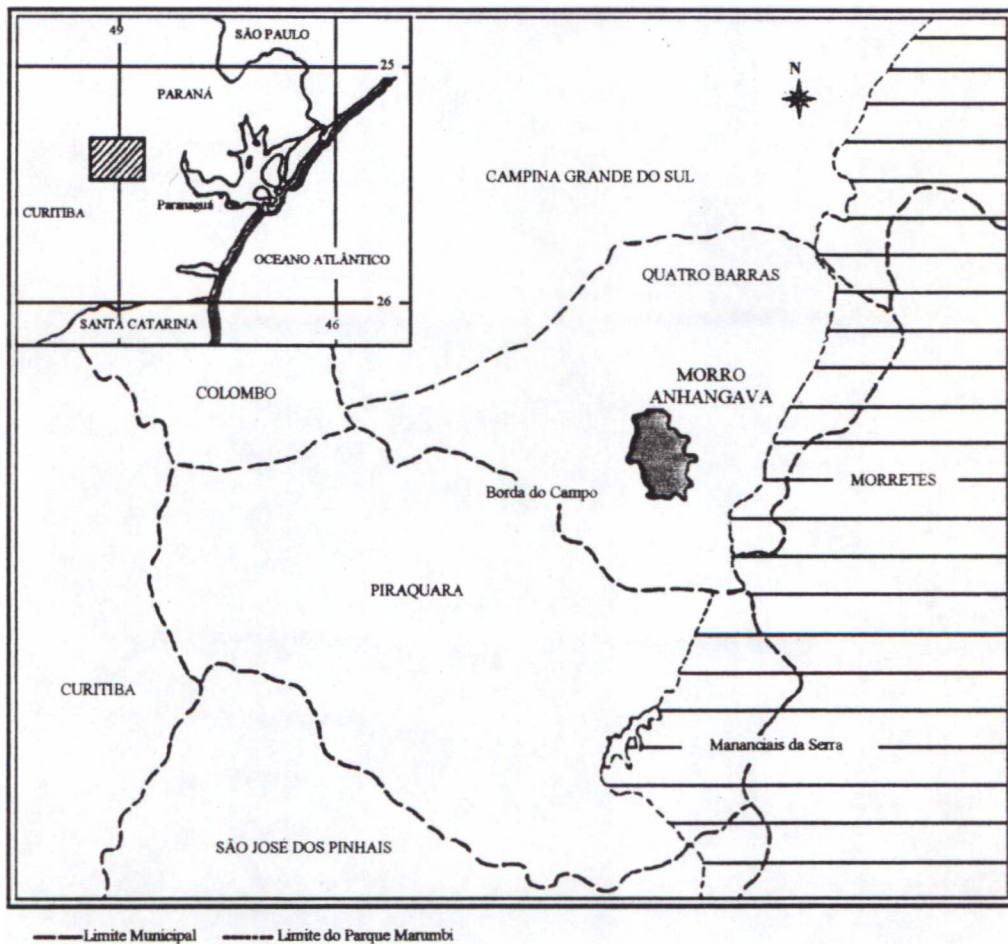 49
SÃO PAULO
25
PARANÁ
N
CURITIBA
Paranaguá
OCEANO ATLÂNTICO
26
SANTA CATARINA
46
CAMPINA GRANDE DO SUL
QUATRO BARRAS
COLOMBO
MORRO
ANHANGAVA
Borda do Campo
MORRETES
PIRAQUARA
CURITIBA
Mananciais da Serra
SÃO JOSÉ DOS PINHAIS
Limite Municipal
Limite do Parque Marumbi